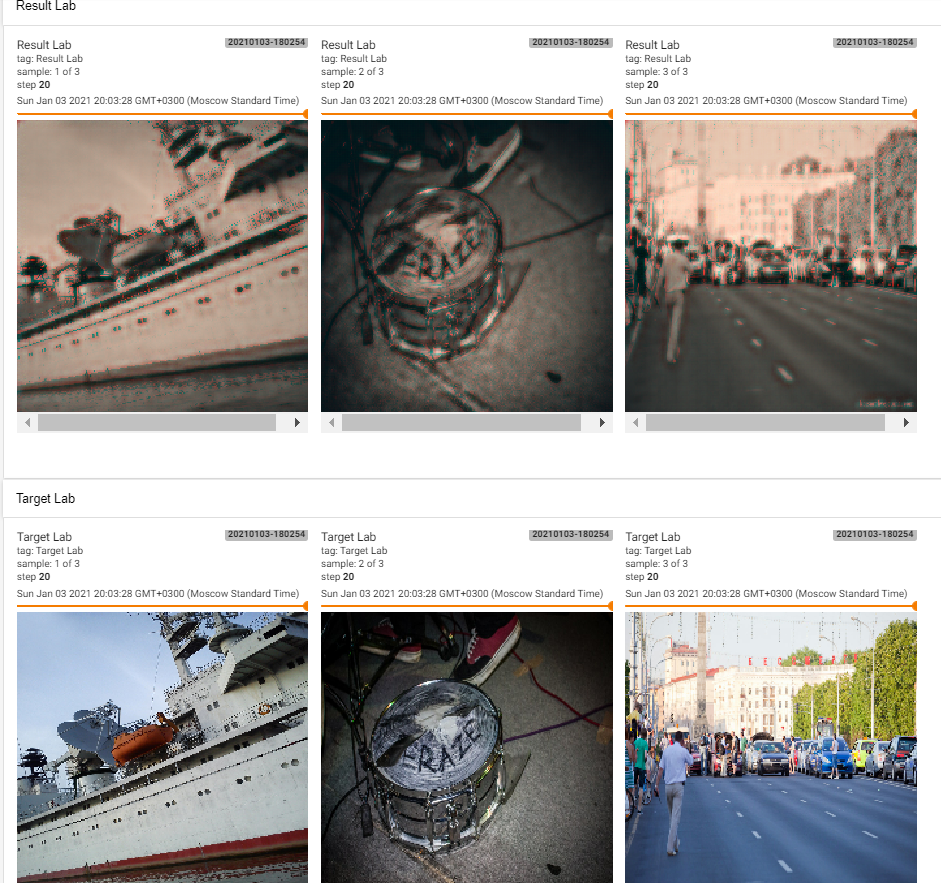 Result Lab
Result Lab 20210103-180254 Result Lab 20210103-180254 Result Lab 20210103-180254
tag: Result Lab tag: Result Lab tag: Result Lab
sample: 1 of 3 sample: 2 of 3 sample: 3 of 3
step 20 step 20 step 20
Sun Jan 03 2021 20:03:28 GMT+0300 (Moscow Standard Time) Sun Jan 03 2021 20:03:28 GMT+0300 (Moscow Standard Time) Sun Jan 03 2021 20:03:28 GMT+0300 (Moscow Standard Time)
ERAZE
Target Lab
Target Lab 20210103-180254 Target Lab 20210103-180254 Target Lab 20210103-180254
tag: Target Lab tag: Target Lab tag: Target Lab
sample: 1 of 3 sample: 2 of 3 sample: 3 of 3
step 20 step 20 step 20
Sun Jan 03 2021 20:03:28 GMT+0300 (Moscow Standard Time) Sun Jan 03 2021 20:03:28 GMT+0300 (Moscow Standard Time) Sun Jan 03 2021 20:03:28 GMT+0300 (Moscow Standard Time)
ERAZE